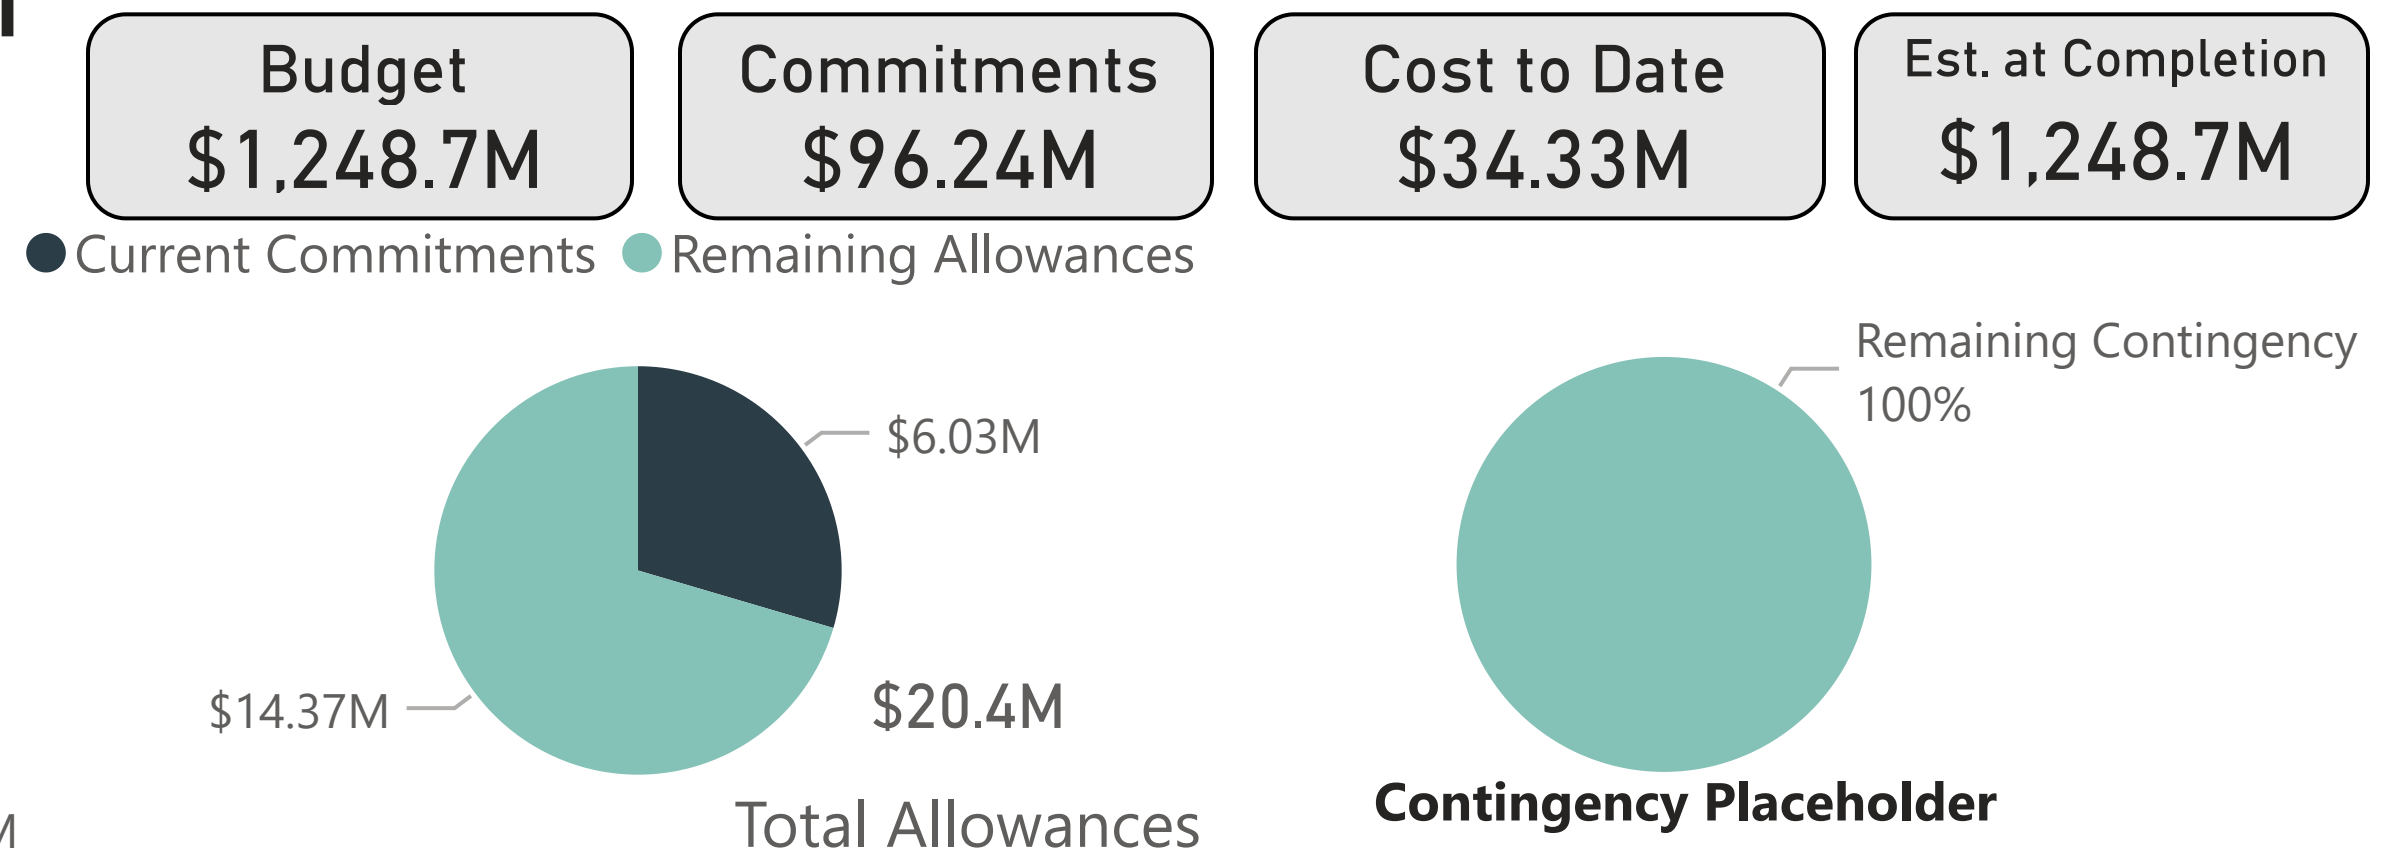 Budget
$1,248.7M
Commitments
$96.24M
Cost to Date
$34.33M
Est. at Completion
$1,248.7M
Current Commitments
Remaining Allowances
$6.03M
$14.37M
$20.4M
Total Allowances
Remaining Contingency
100%
Contingency Placeholder
M